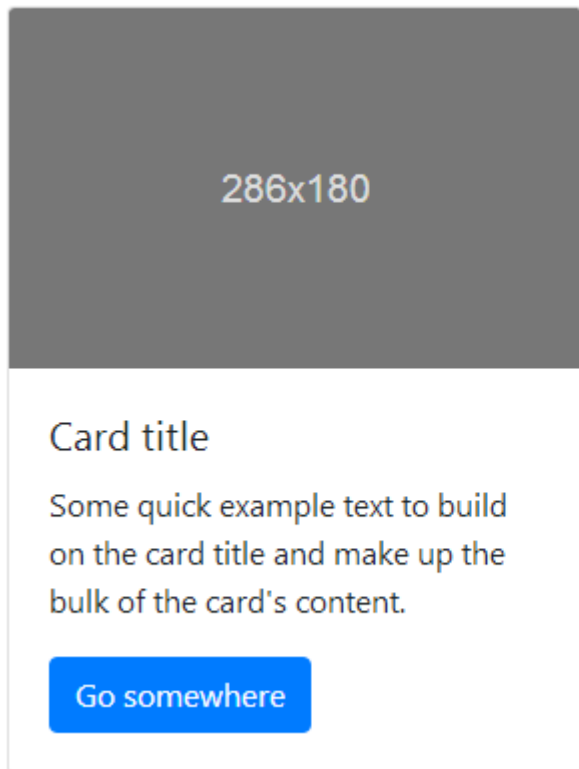 286x180
Card title
Some quick example text to build
on the card title and make up the
bulk of the card's content.
Go somewhere